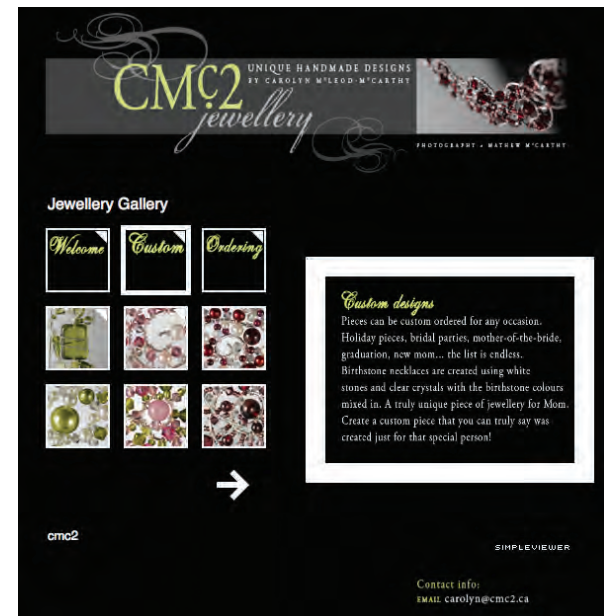 CMc2
UNIQUE HANDMADE DESIGNS
BY CAROLYN McLEOD-McCARTHY
jewellery
PHOTOGRAPHY • MATHEW McCARTHY
Jewellery Gallery
Welcome
Custom
Ordering
Custom designs
Pieces can be custom ordered for any occasion.
Holiday pieces, bridal parties, mother-of-the-bride,
graduation, new mom... the list is endless.
Birthstone necklaces are created using white
stones and clear crystals with the birthstone colours
mixed in. A truly unique piece of jewellery for Mom.
Create a custom piece that you can truly say was
created just for that special person!
cmc2
SIMPLEVIEWER
Contact info:
EMAIL carolyn@cmc2.ca